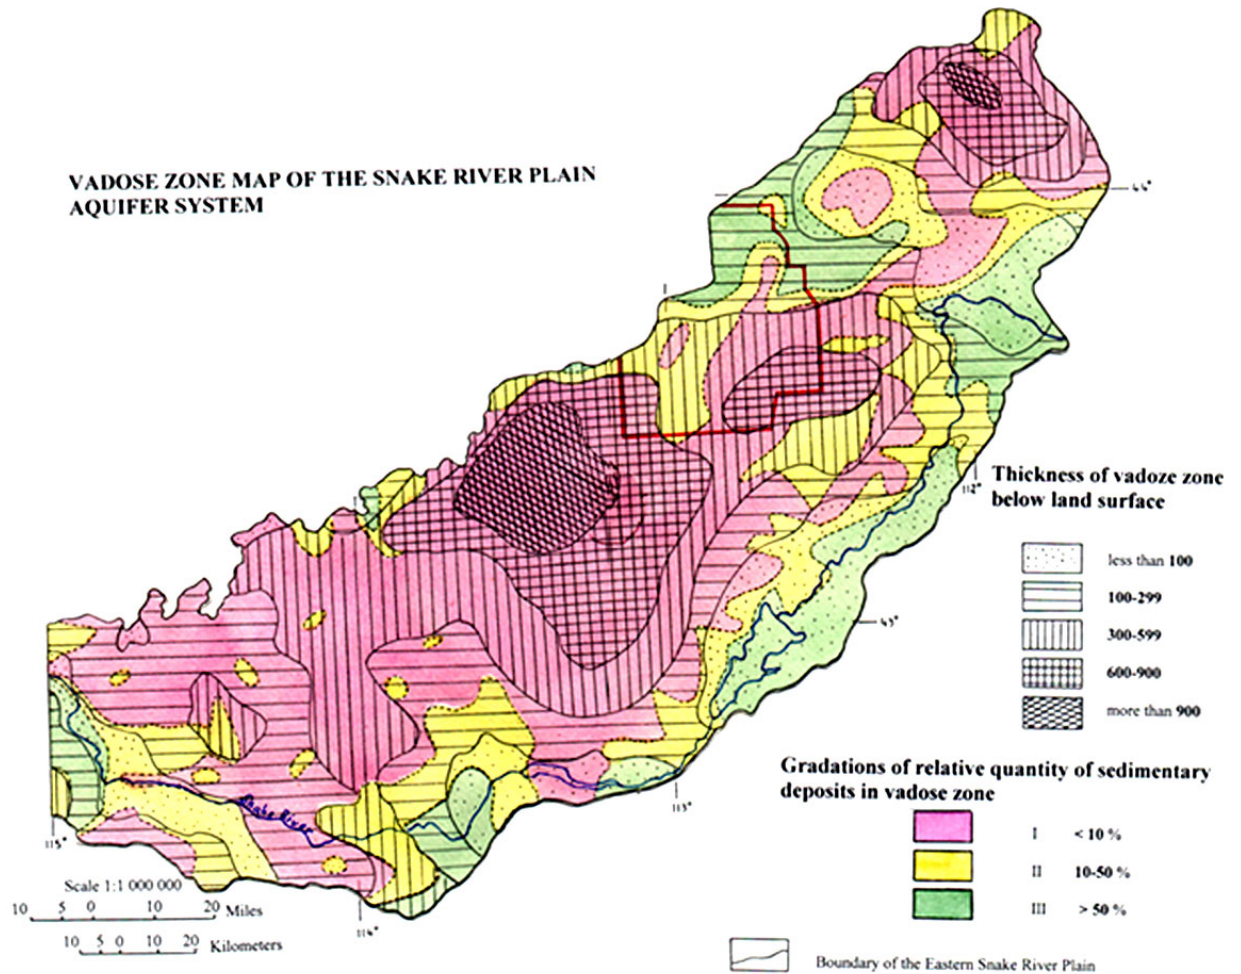 VADOSE ZONE MAP OF THE SNAKE RIVER PLAIN
AQUIFER SYSTEM
44°
112°
Thickness of vadoze zone
below land surface
less than 100
100-299
300-599
43°
600-900
more than 900
Gradations of relative quantity of sedimentary
deposits in vadose zone
113°
Snake River
I < 10 %
115°
II 10-50 %
Scale 1:1 000 000
III > 50 %
10 5 0 10 20 Miles
114°
10 5 0 10 20 Kilometers
Boundary of the Eastern Snake River Plain